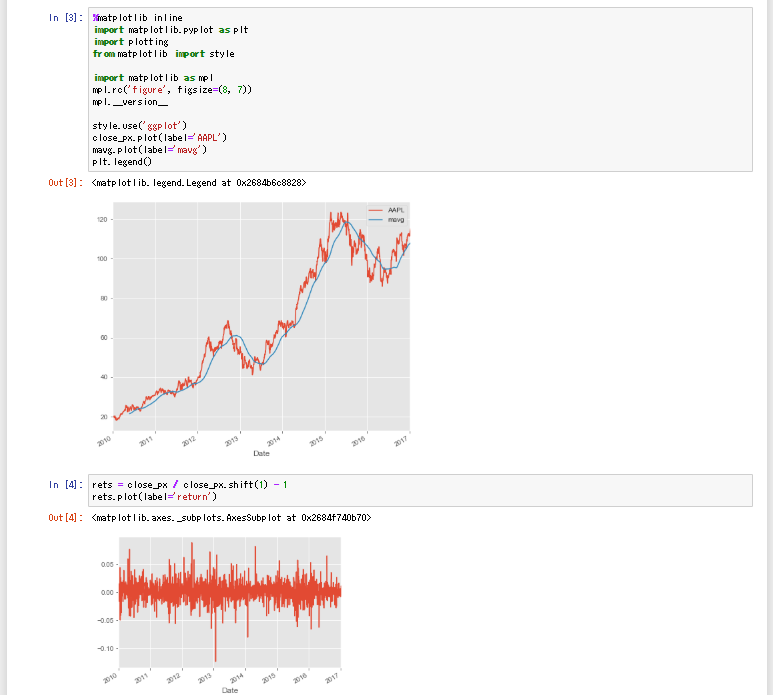 In [3]:
%matplotlib inline
import matplotlib.pyplot as plt
import plotting
from matplotlib import style
import matplotlib as mpl
mpl.rc('figure', figsize=(8, 7))
mpl.__version__
style.use('ggplot')
close_px.plot(label='AAPL')
mavg.plot(label='mavg')
plt.legend()
Out[3]:
<matplotlib.legend.Legend at 0x2684b6c8828>
AAPL
mavg
120
100
80
60
40
20
2010 2011 2012 2013 2014 2015 2016 2017
Date
In [4]:
rets = close_px / close_px.shift(1) - 1
rets.plot(label='return')
Out[4]:
<matplotlib.axes._subplots.AxesSubplot at 0x2684f740b70>
0.05
0.00
−0.05
−0.10
2010 2011 2012 2013 2014 2015 2016 2017
Date